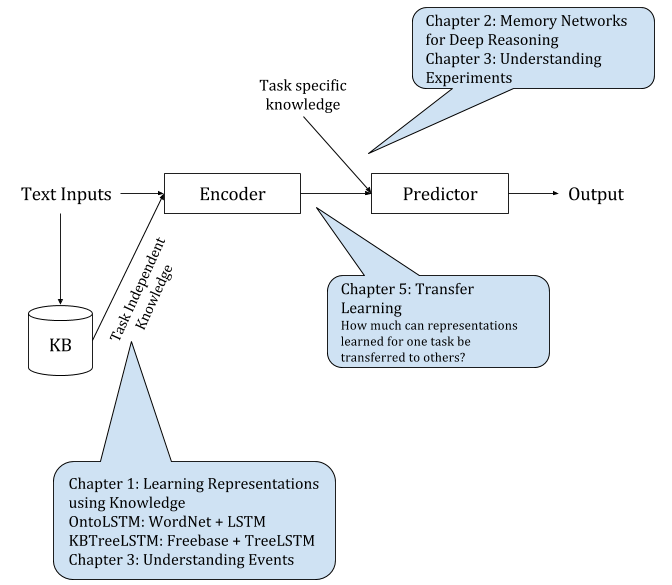 Chapter 2: Memory Networks
for Deep Reasoning
Chapter 3: Understanding
Experiments
Task specific
knowledge
Text Inputs
Encoder
Predictor
Output
Task Independent
Knowledge
KB
Chapter 5: Transfer
Learning
How much can representations
learned for one task be
transferred to others?
Chapter 1: Learning Representations
using Knowledge
OntoLSTM: WordNet + LSTM
KBTreeLSTM: Freebase + TreeLSTM
Chapter 3: Understanding Events